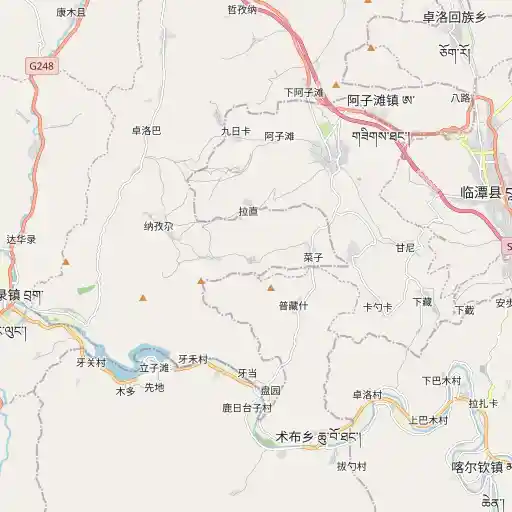 康木且
哲孜纳
卓洛回族乡
ཅོག་རོ།
G248
下阿子滩
阿子滩镇
八路
卓洛巴
九日卡
阿子滩
临潭县
拉直
纳孜尕
达华录
菜子
甘尼
录镇
普藏什
卡勺卡
下藏
下藏
安步
牙关村
立子滩
牙禾村
牙当
木多
先地
盘园
鹿日台子村
卓洛村
下巴木村
拉扎卡
上巴木村
术布乡
拔勺村
喀尔钦镇